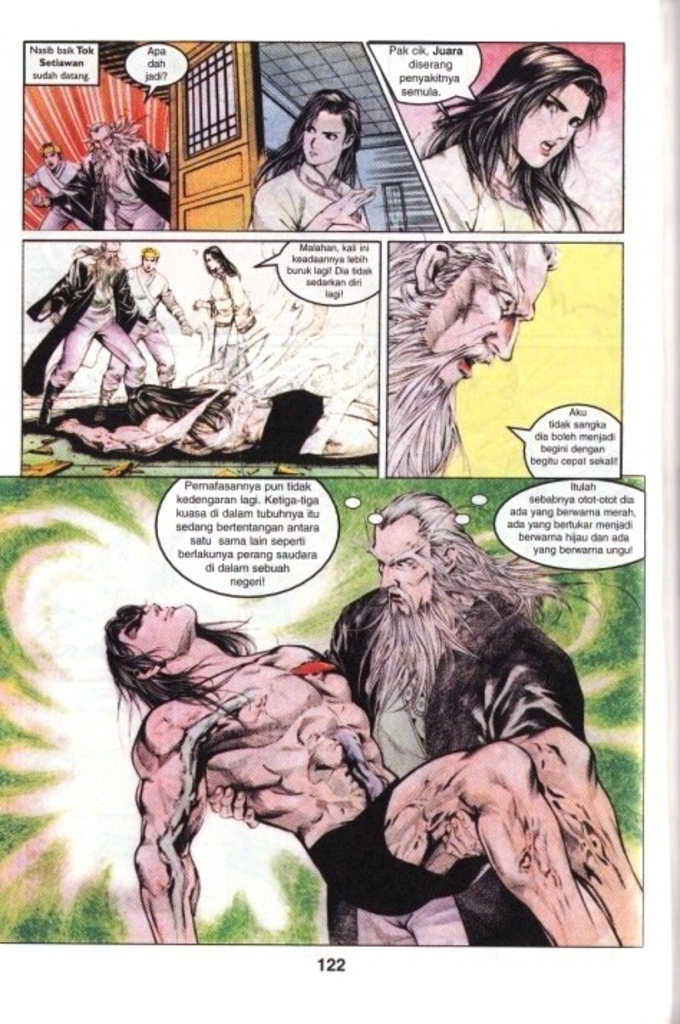 Nasib baik Tok
Setiawan
sudah datang.
Apa
dah
jadi?
Pak cik, Juara
diserang
penyakitnya
semula.
Malahan, kali ini
keadaannya lebih
buruk lagi! Dia tidak
sedarkan diri
lagi!
Aku
tidak sangka
dia boleh menjadi
begini dengan
begitu cepat sekali!
Pernafasannya pun tidak
kedengaran lagi. Ketiga-tiga
kuasa di dalam tubuhnya itu
sedang bertentangan antara
satu sama lain seperti
berlakunya perang saudara
di dalam sebuah
negeri!
Itulah
sebabnya otot-otot dia
ada yang berwarna merah,
ada yang bertukar menjadi
berwarna hijau dan ada
yang berwarna ungu!
122